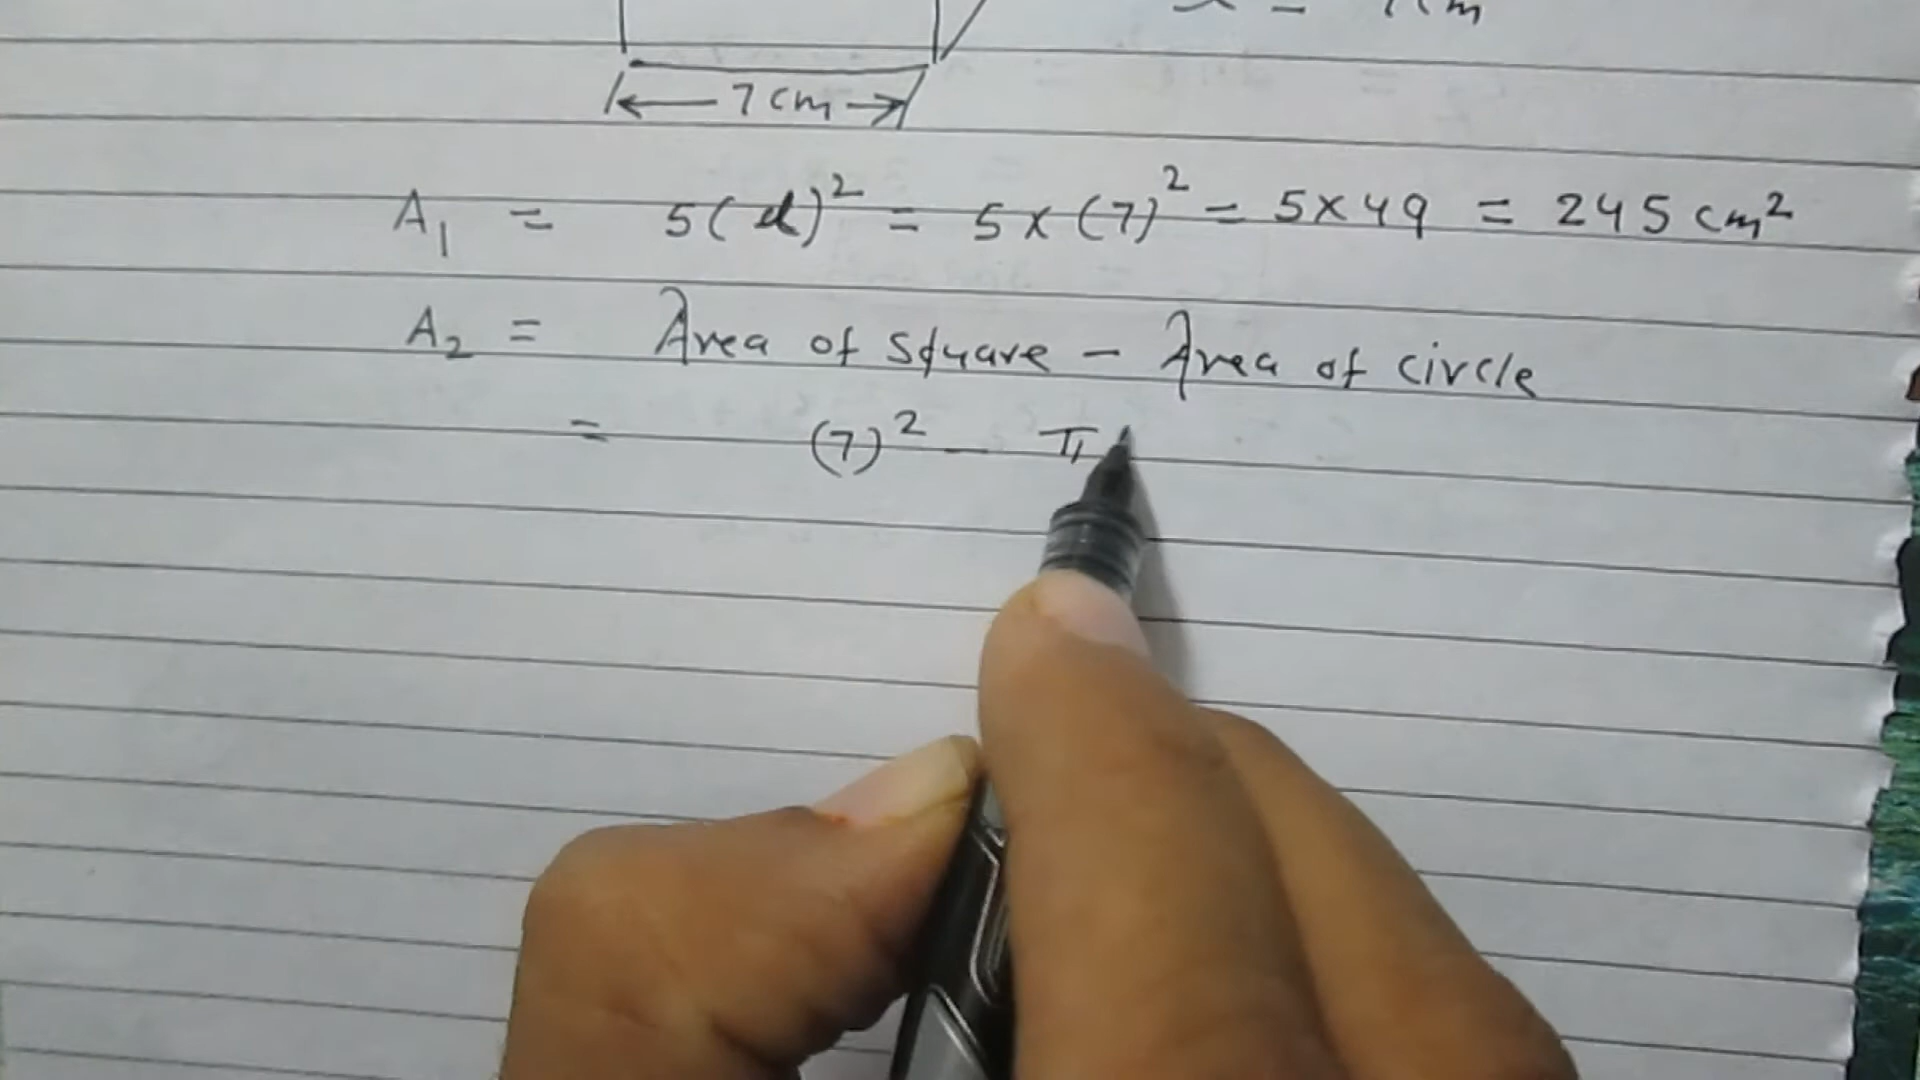 7 cm
A₁ = 5(d)² = 5×(7)² = 5×49 = 245 cm²
A₂ = Area of square − Area of circle
= (7)² − π